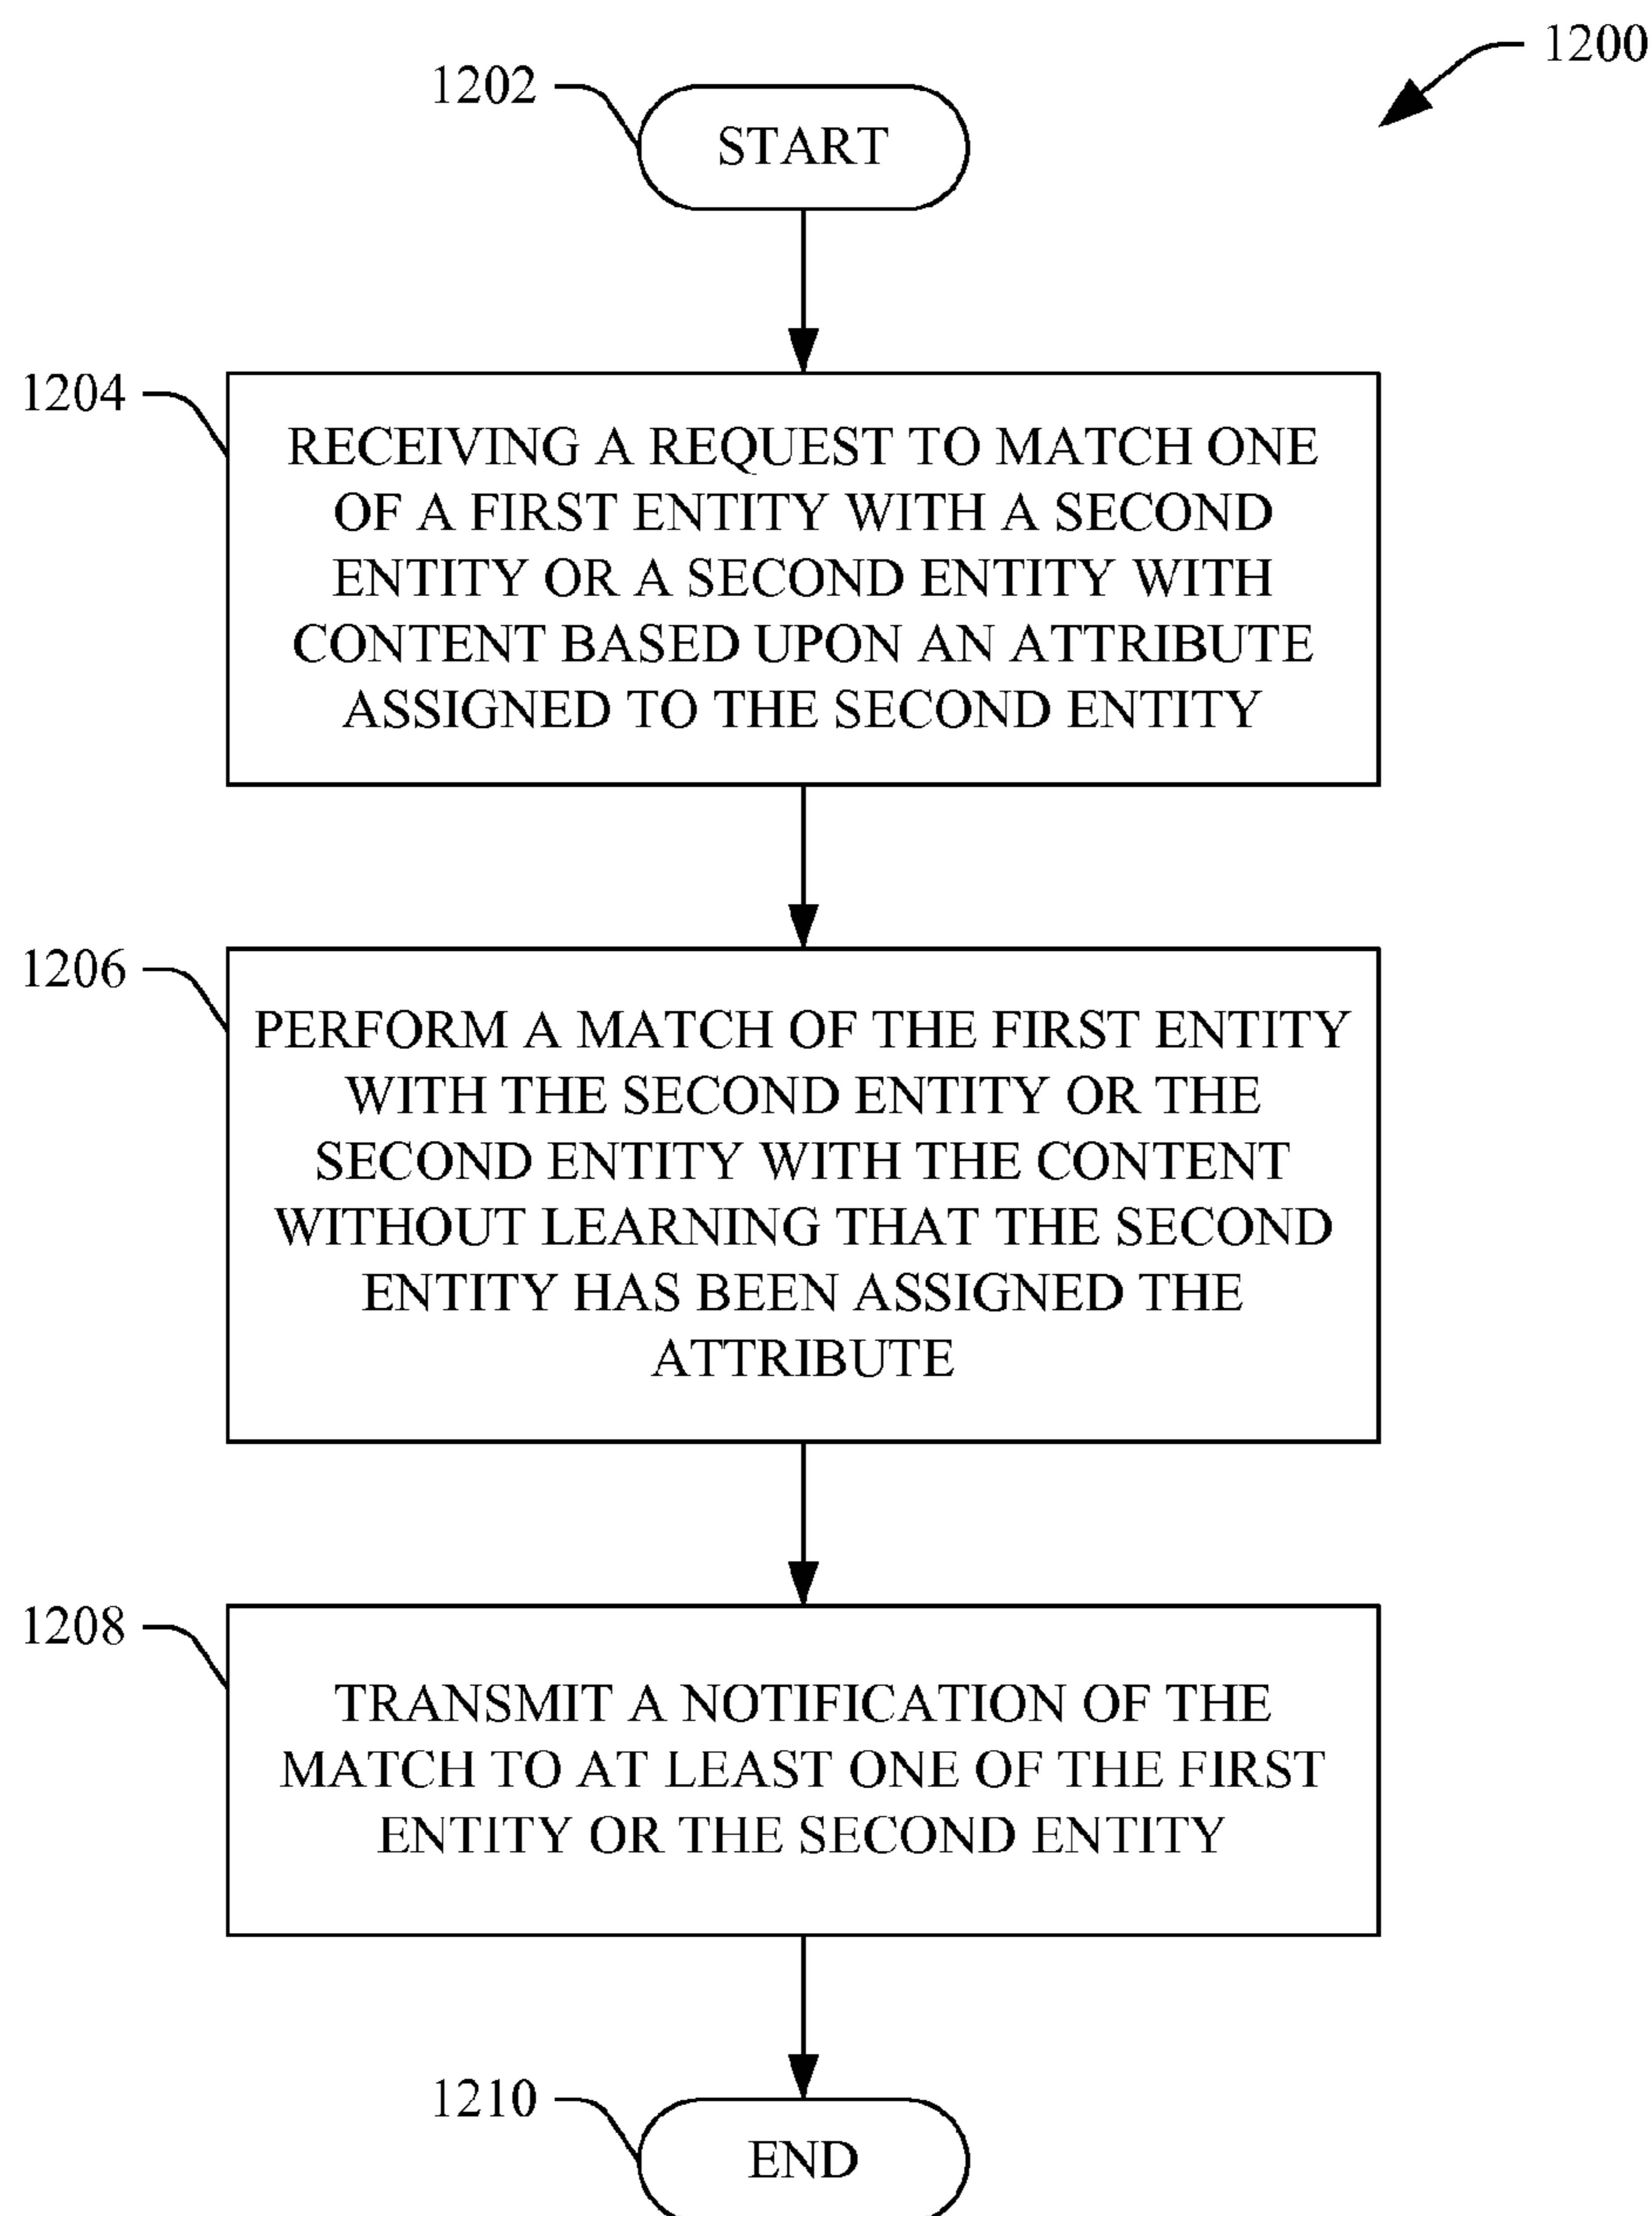 1200
1202
START
1204
RECEIVING A REQUEST TO MATCH ONE
OF A FIRST ENTITY WITH A SECOND
ENTITY OR A SECOND ENTITY WITH
CONTENT BASED UPON AN ATTRIBUTE
ASSIGNED TO THE SECOND ENTITY
1206
PERFORM A MATCH OF THE FIRST ENTITY
WITH THE SECOND ENTITY OR THE
SECOND ENTITY WITH THE CONTENT
WITHOUT LEARNING THAT THE SECOND
ENTITY HAS BEEN ASSIGNED THE
ATTRIBUTE
1208
TRANSMIT A NOTIFICATION OF THE
MATCH TO AT LEAST ONE OF THE FIRST
ENTITY OR THE SECOND ENTITY
1210
END